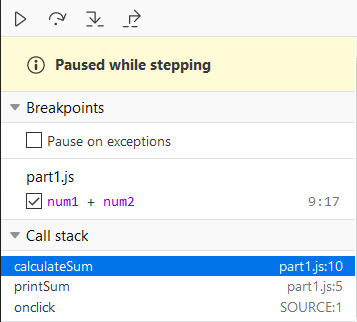 Paused while stepping
Breakpoints
Pause on exceptions
part1.js
num1 + num2 9:17
Call stack
calculateSum part1.js:10
printSum part1.js:5
onclick SOURCE:1